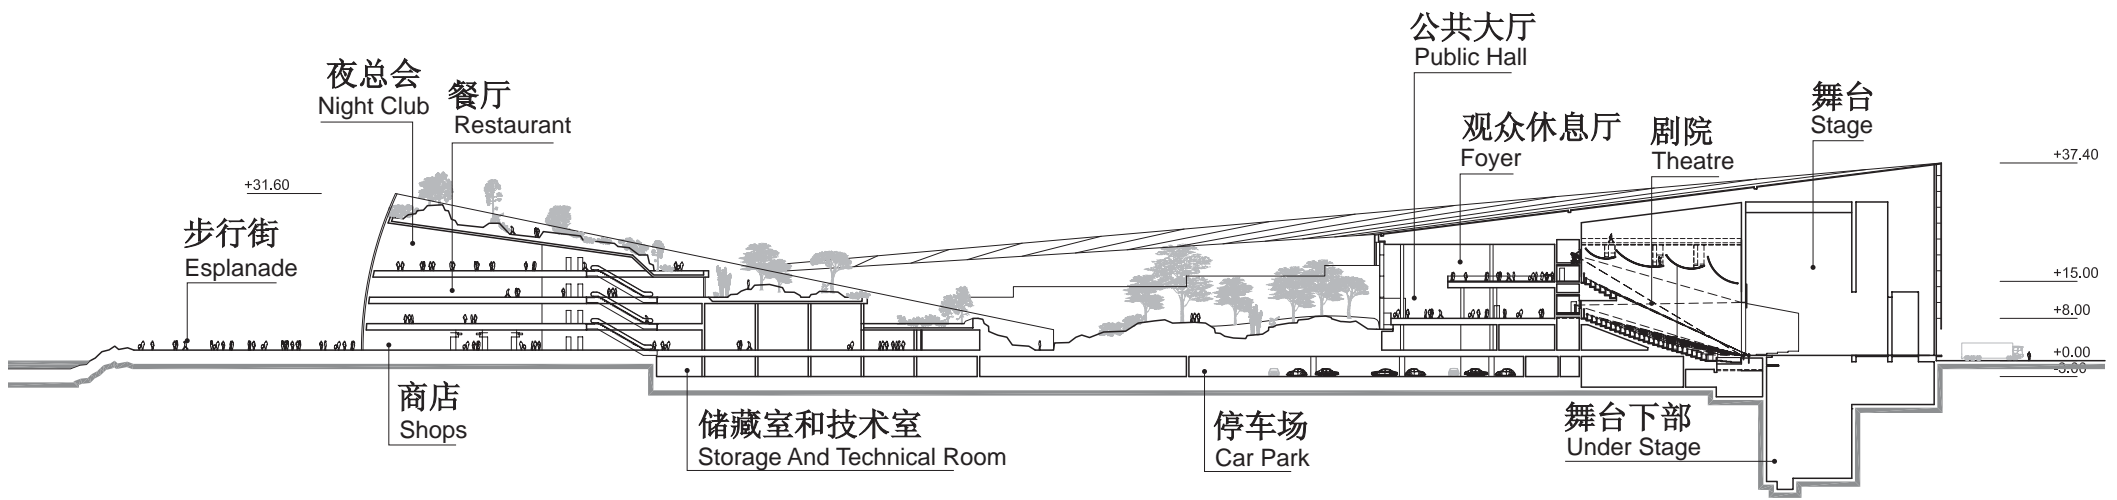 公共大厅
Public Hall
夜总会
Night Club
餐厅
Restaurant
舞台
Stage
观众休息厅
Foyer
剧院
Theatre
+37.40
+31.60
步行街
Esplanade
+15.00
+8.00
+0.00
-3.00
商店
Shops
储藏室和技术室
Storage And Technical Room
停车场
Car Park
舞台下部
Under Stage